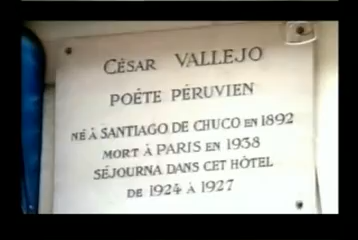 CÉSAR VALLEJO
POÉTE PÉRUVIEN
NÉ À SANTIAGO DE CHUCO EN 1892
MORT À PARIS EN 1938
SÉJOURNA DANS CET HÔTEL
DE 1924 À 1927